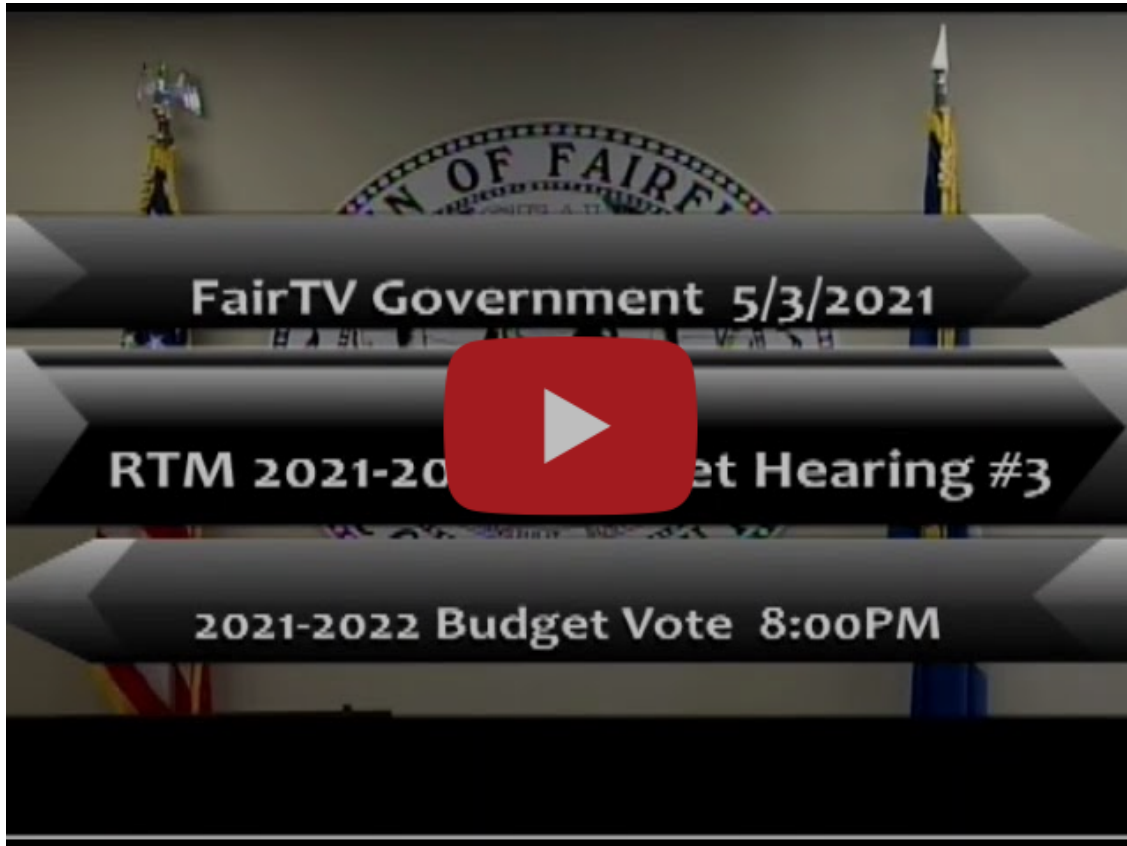 OF FAIRF
FairTV Government 5/3/2021
RTM 2021-20 et Hearing #3
2021-2022 Budget Vote 8:00PM